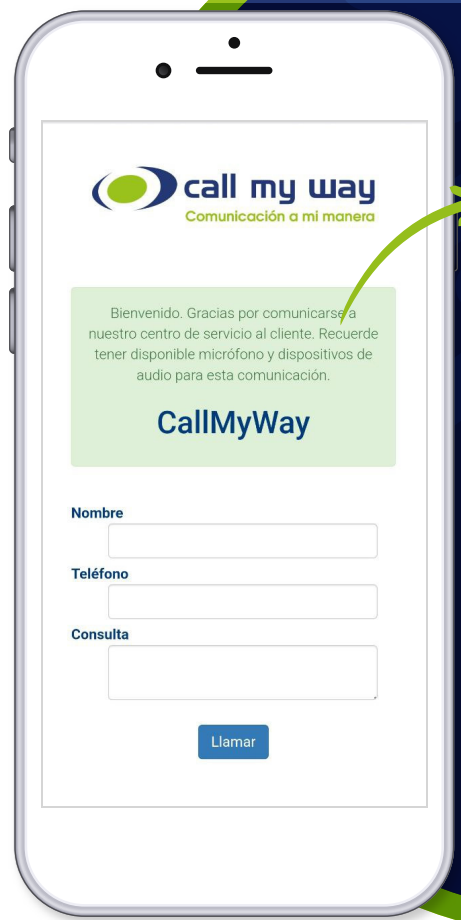 call my way
Comunicación a mi manera
Bienvenido. Gracias por comunicarse a
nuestro centro de servicio al cliente. Recuerde
tener disponible micrófono y dispositivos de
audio para esta comunicación.
CallMyWay
Nombre
Teléfono
Consulta
Llamar